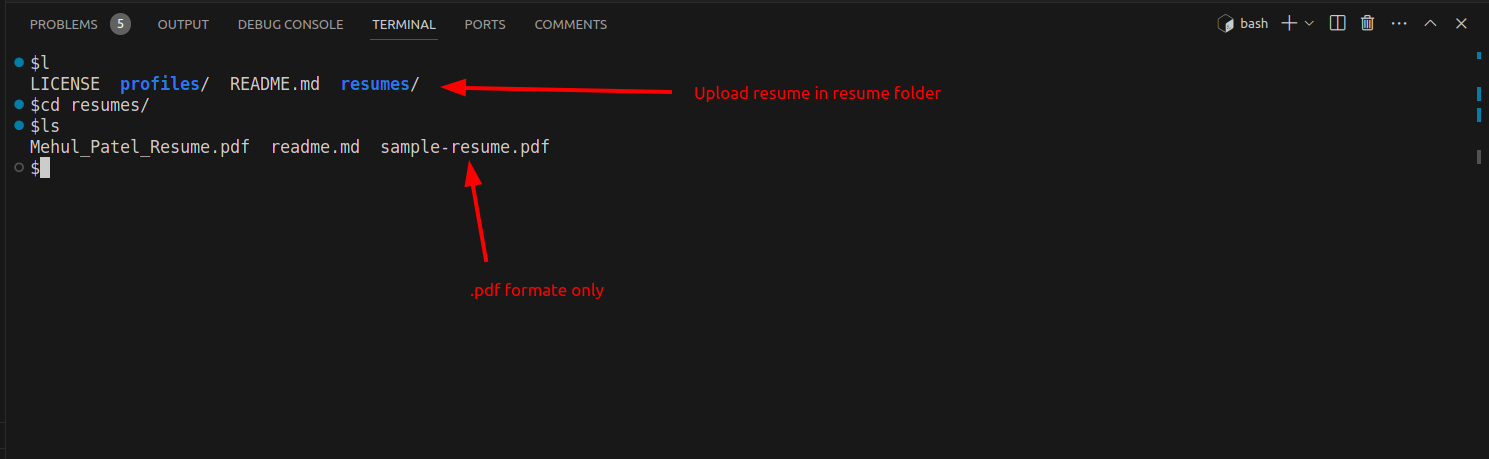 PROBLEMS 5 OUTPUT DEBUG CONSOLE TERMINAL PORTS COMMENTS bash
$l
LICENSE profiles/ README.md resumes/
Upload resume in resume folder
$cd resumes/
$ls
Mehul_Patel_Resume.pdf readme.md sample-resume.pdf
$
.pdf formate only